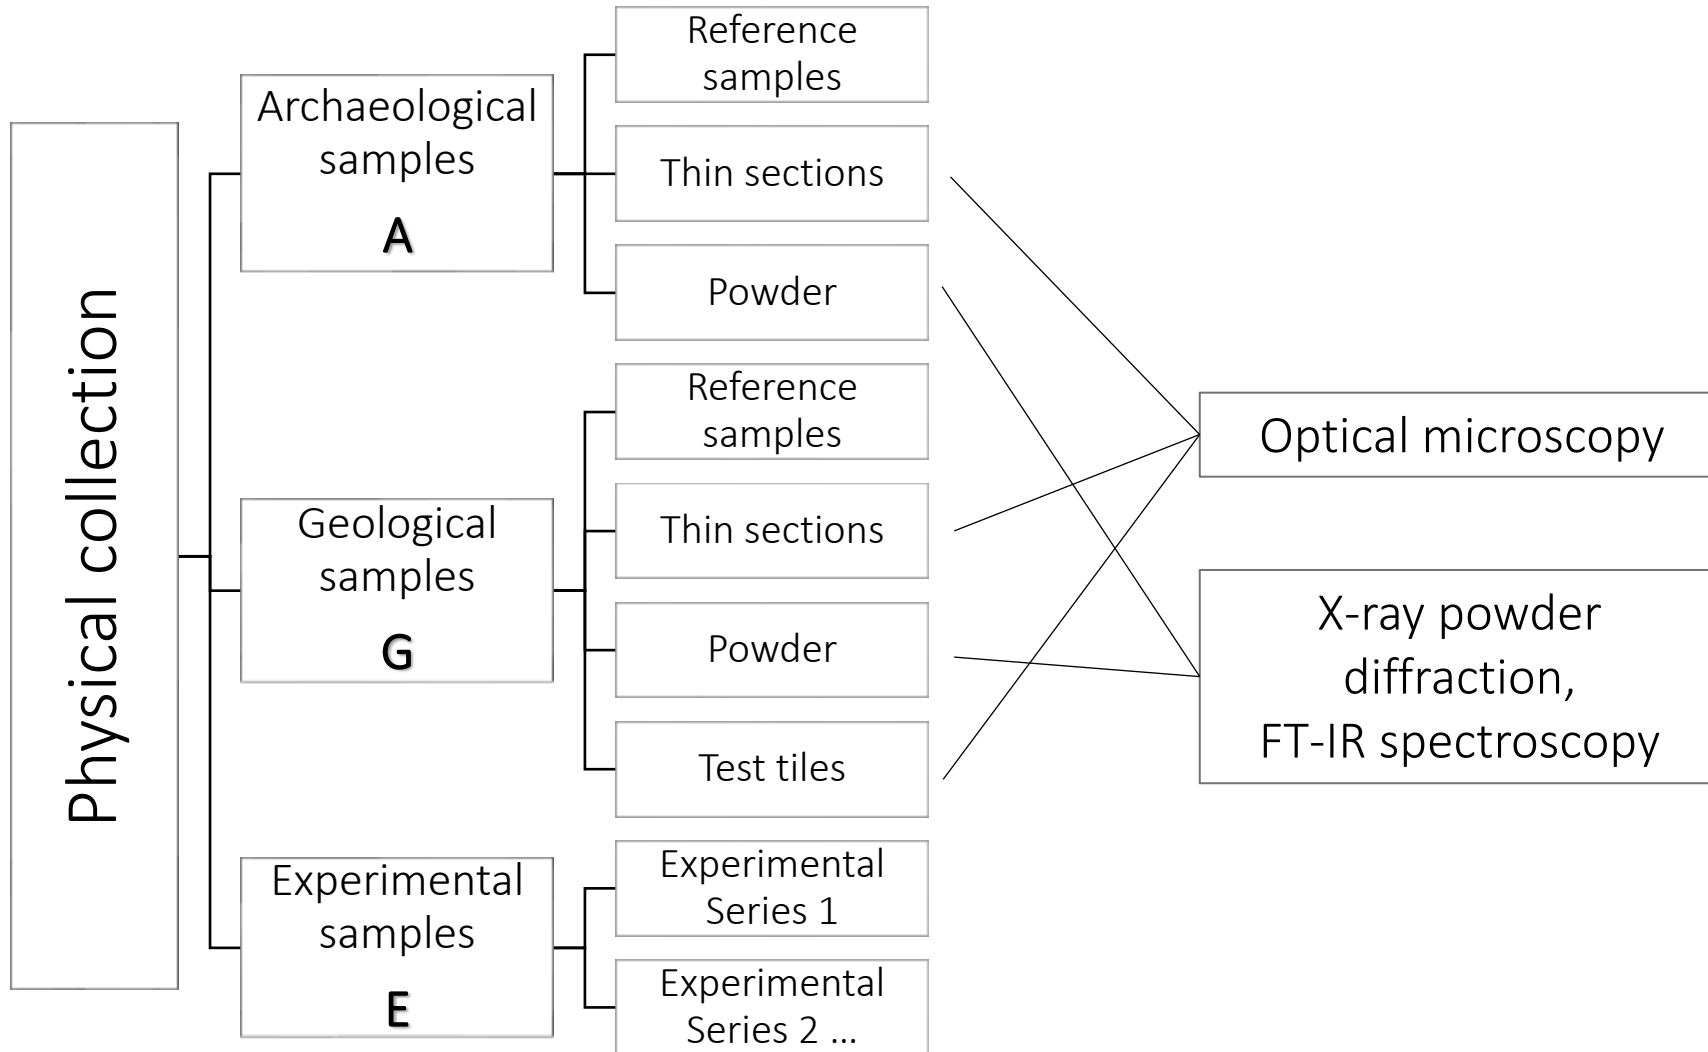 Physical collection
Archaeological
samples
A
Reference
samples
Thin sections
Powder
Geological
samples
G
Reference
samples
Thin sections
Powder
Test tiles
Experimental
samples
E
Experimental
Series 1
Experimental
Series 2 ...
Optical microscopy
X-ray powder
diffraction,
FT-IR spectroscopy